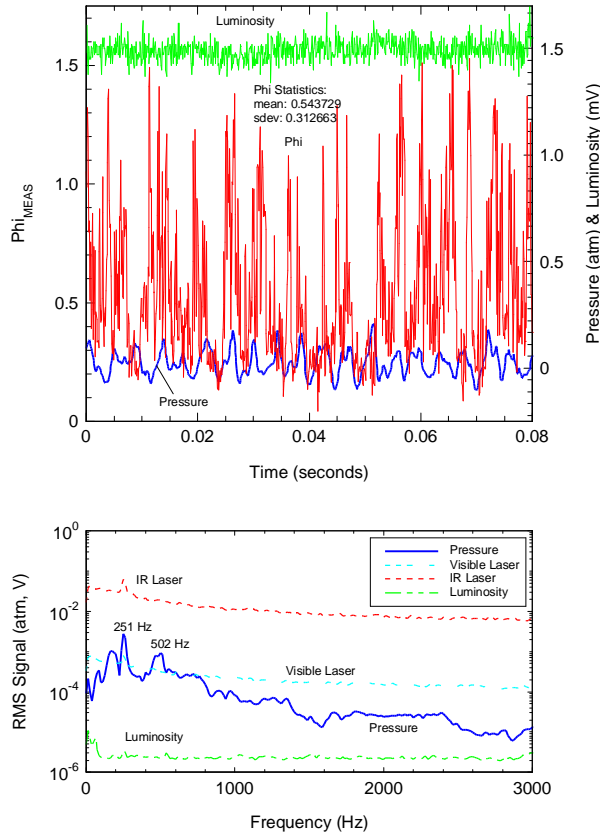 Luminosity
1.5
1.0
0.5
0
Phi_MEAS
Phi Statistics:
mean: 0.543729
sdev: 0.312663
Phi
Pressure
1.5
1.0
0.5
0
Pressure (atm) & Luminosity (mV)
0 0.02 0.04 0.06 0.08
Time (seconds)
10^0
10^-2
10^-4
10^-6
RMS Signal (atm, V)
IR Laser
251 Hz
502 Hz
Visible Laser
Pressure
Luminosity
Pressure
Visible Laser
IR Laser
Luminosity
0 1000 2000 3000
Frequency (Hz)